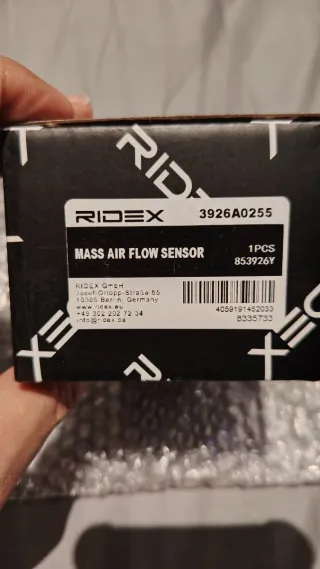 RIDEX
RIDEX 3926A0255
MASS AIR FLOW SENSOR 1PCS
853926Y
RIDEX GmbH
Josef-Orlopp-Straße 55
10365 Berlin, Germany
www.ridex.eu
+49 302 202 72 34
info@ridex.de
4059191452033
8335733